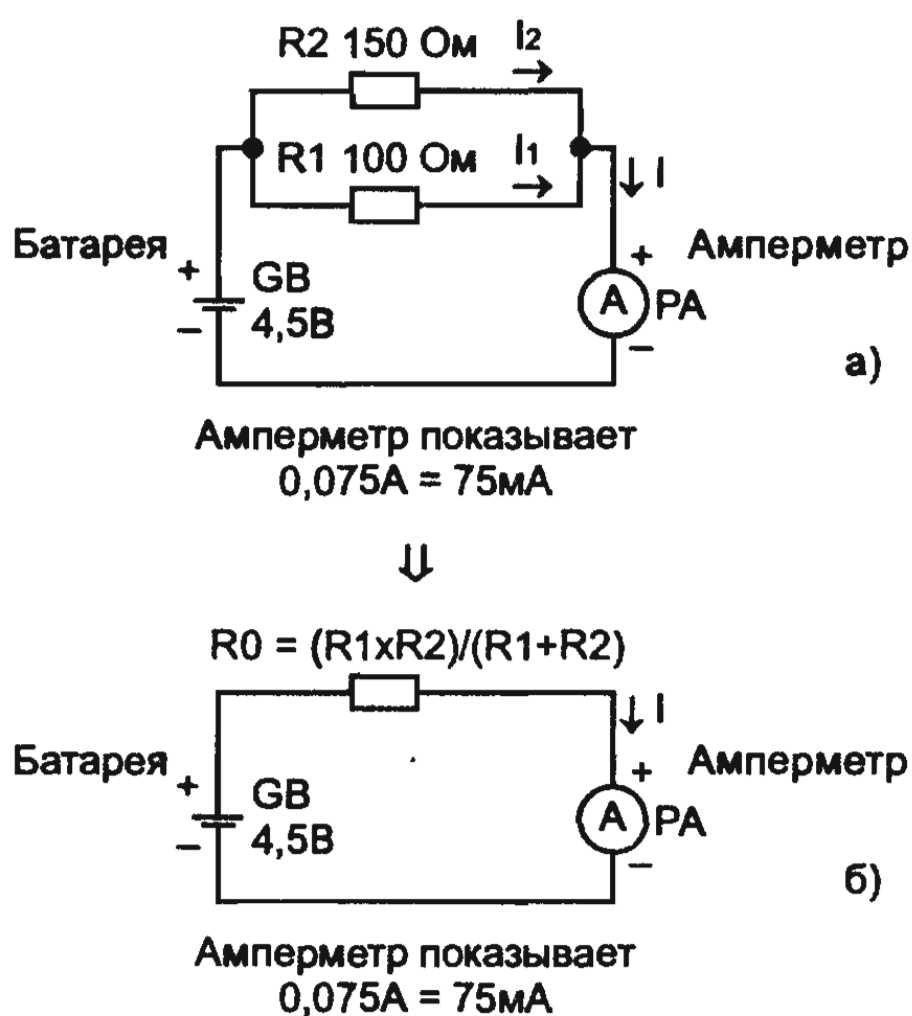 R2 150 Ом
I2
R1 100 Ом
I1
I
Батарея
+
GB
4,5В
−
+
Амперметр
A
PA
−
а)
Амперметр показывает
0,075А = 75мА
⇓
R0 = (R1xR2)/(R1+R2)
I
Батарея
+
GB
4,5В
−
+
Амперметр
A
PA
−
б)
Амперметр показывает
0,075А = 75мА